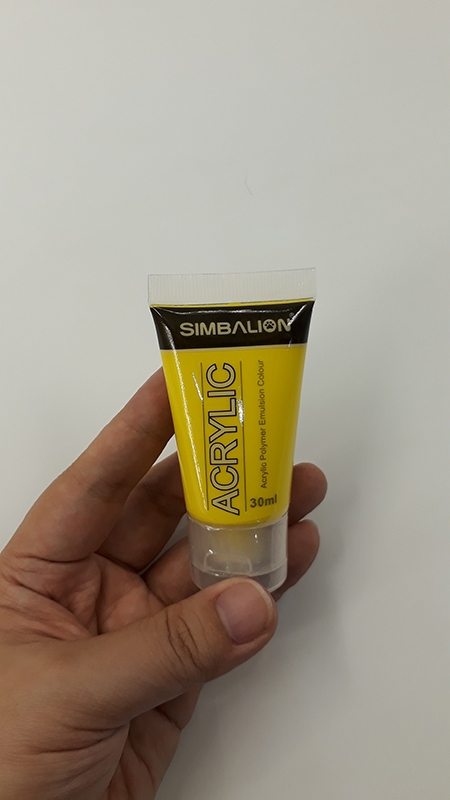 SIMBALION®
ACRYLIC
Acrylic Polymer Emulsion Colour
30ml